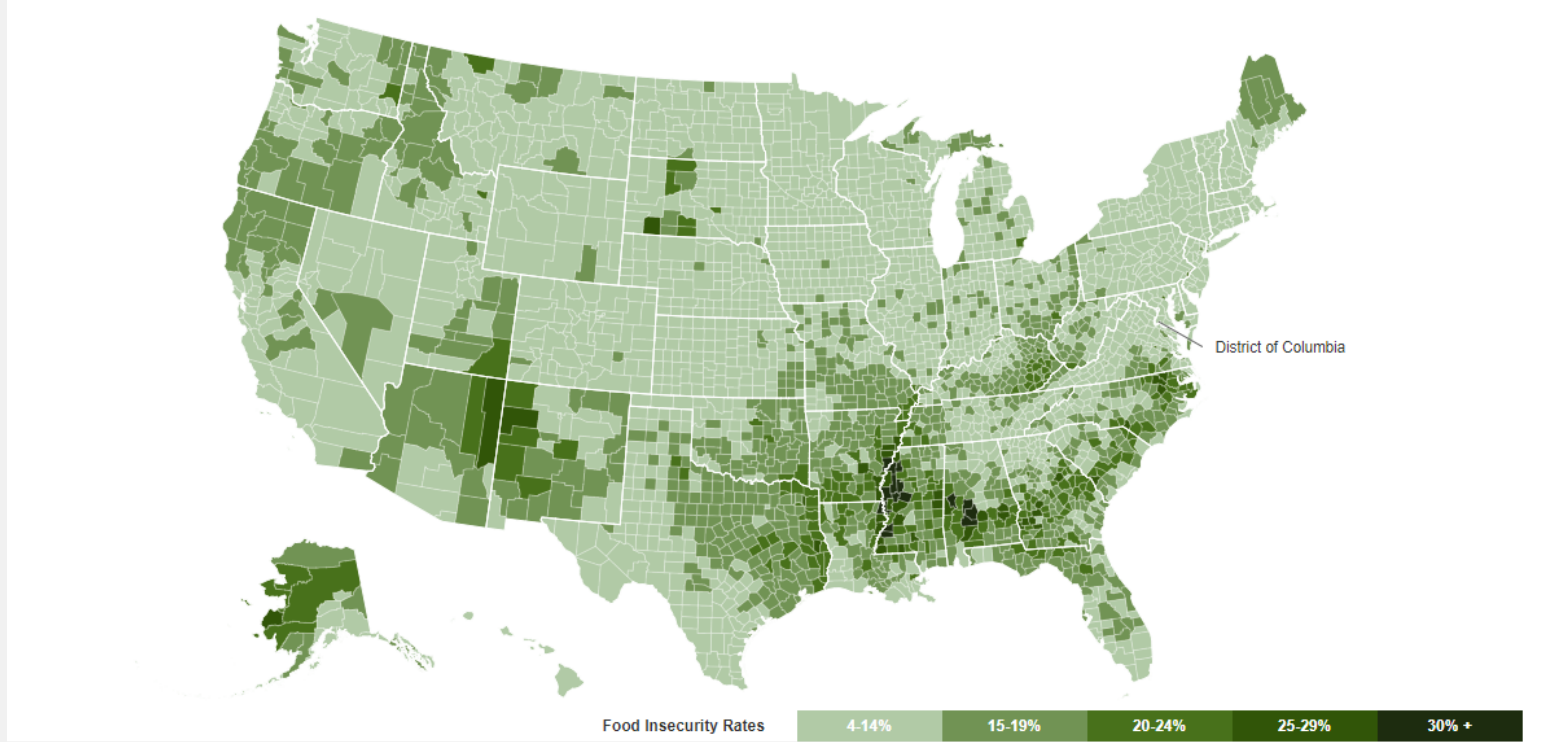 District of Columbia
Food Insecurity Rates 4-14% 15-19% 20-24% 25-29% 30% +